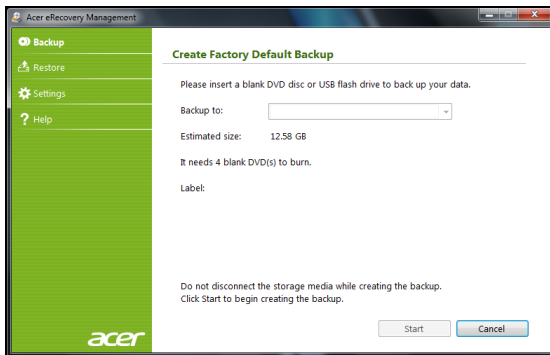 Acer eRecovery Management
Backup
Restore
Settings
? Help
Create Factory Default Backup
Please insert a blank DVD disc or USB flash drive to back up your data.
Backup to:
Estimated size: 12.58 GB
It needs 4 blank DVD(s) to burn.
Label:
Do not disconnect the storage media while creating the backup.
Click Start to begin creating the backup.
Start Cancel
acer